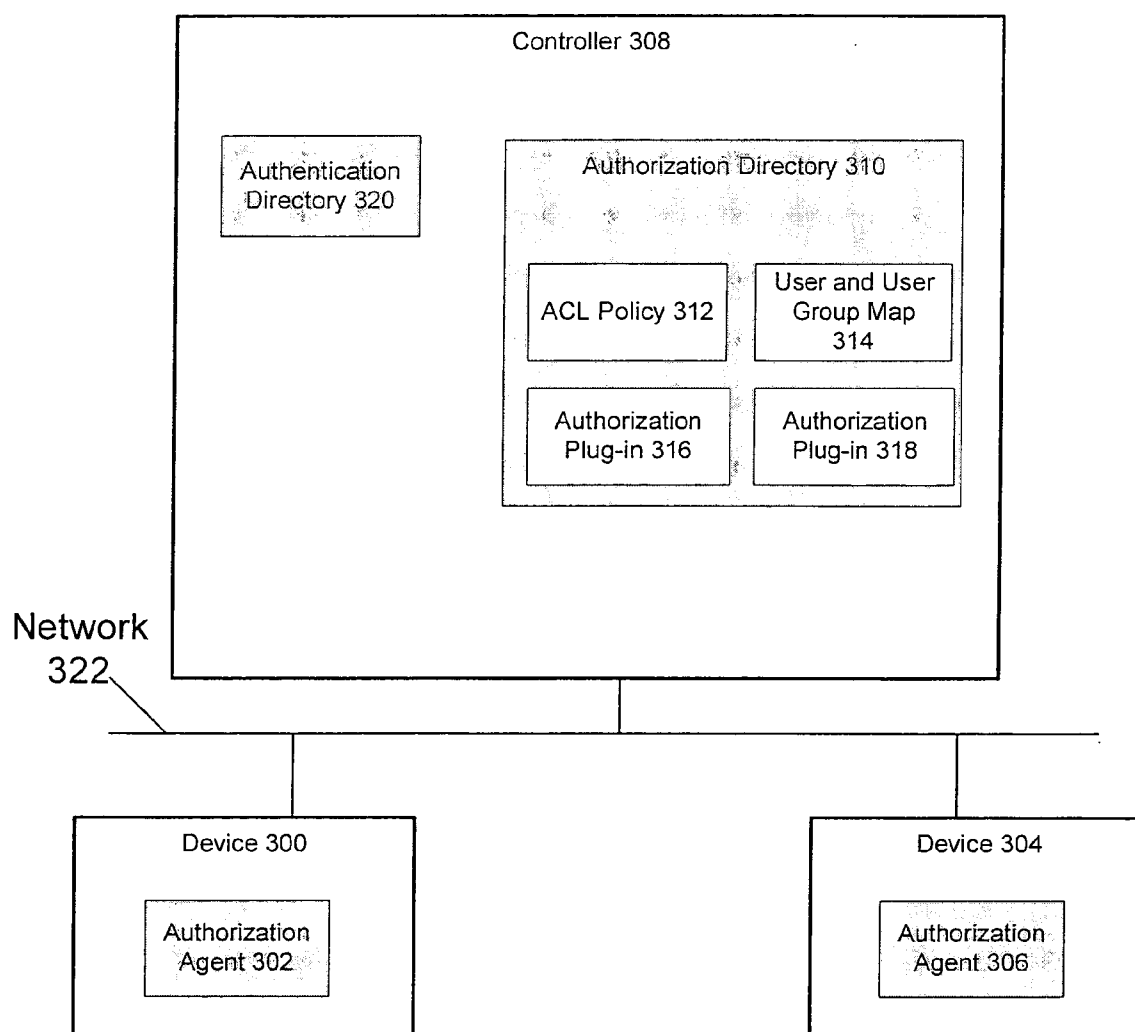 Controller 308
Authentication
Directory 320
Authorization Directory 310
ACL Policy 312
User and User
Group Map
314
Authorization
Plug-in 316
Authorization
Plug-in 318
Network
322
Device 300
Authorization
Agent 302
Device 304
Authorization
Agent 306